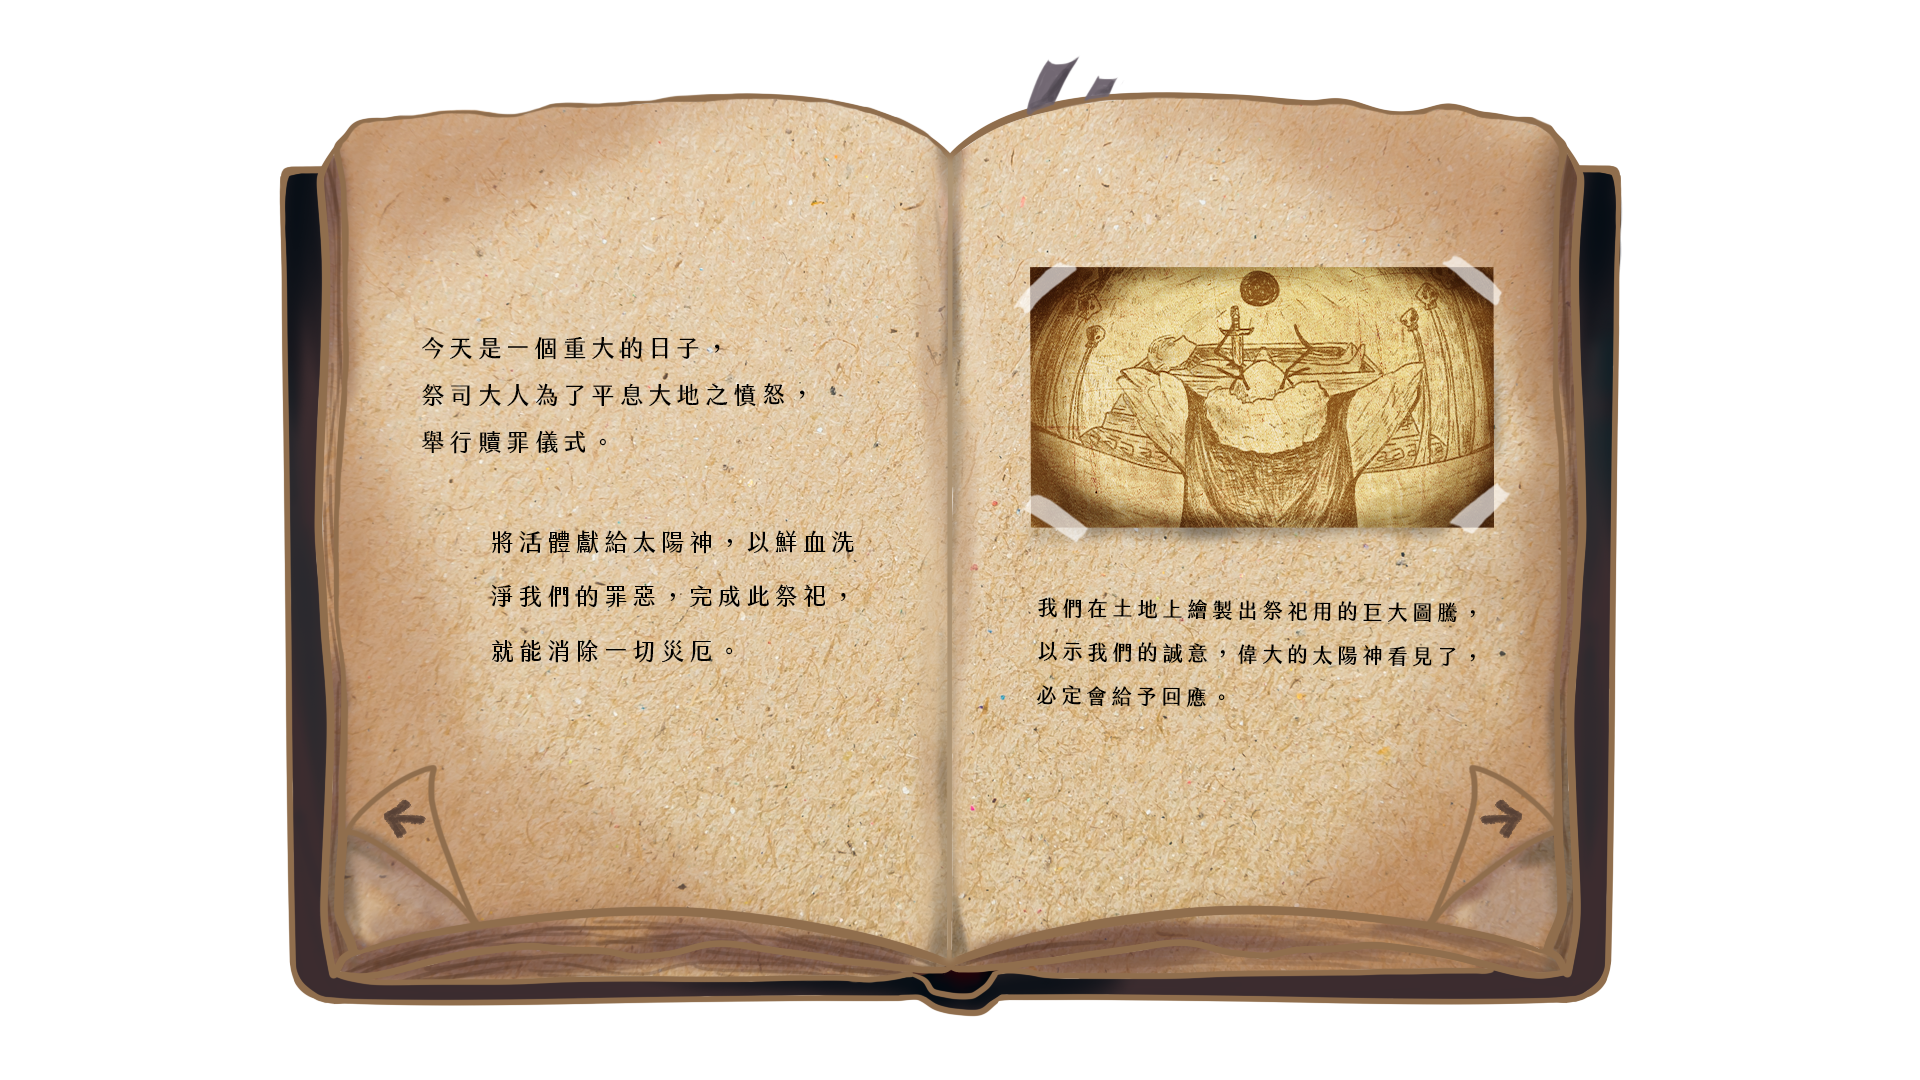 今天是一個重大的日子，
祭司大人為了平息大地之憤怒，
舉行贖罪儀式。
將活體獻給太陽神，以鮮血洗
淨我們的罪惡，完成此祭祀，
就能消除一切災厄。
我們在土地上繪製出祭祀用的巨大圖騰，
以示我們的誠意，偉大的太陽神看見了，
必定會給予回應。